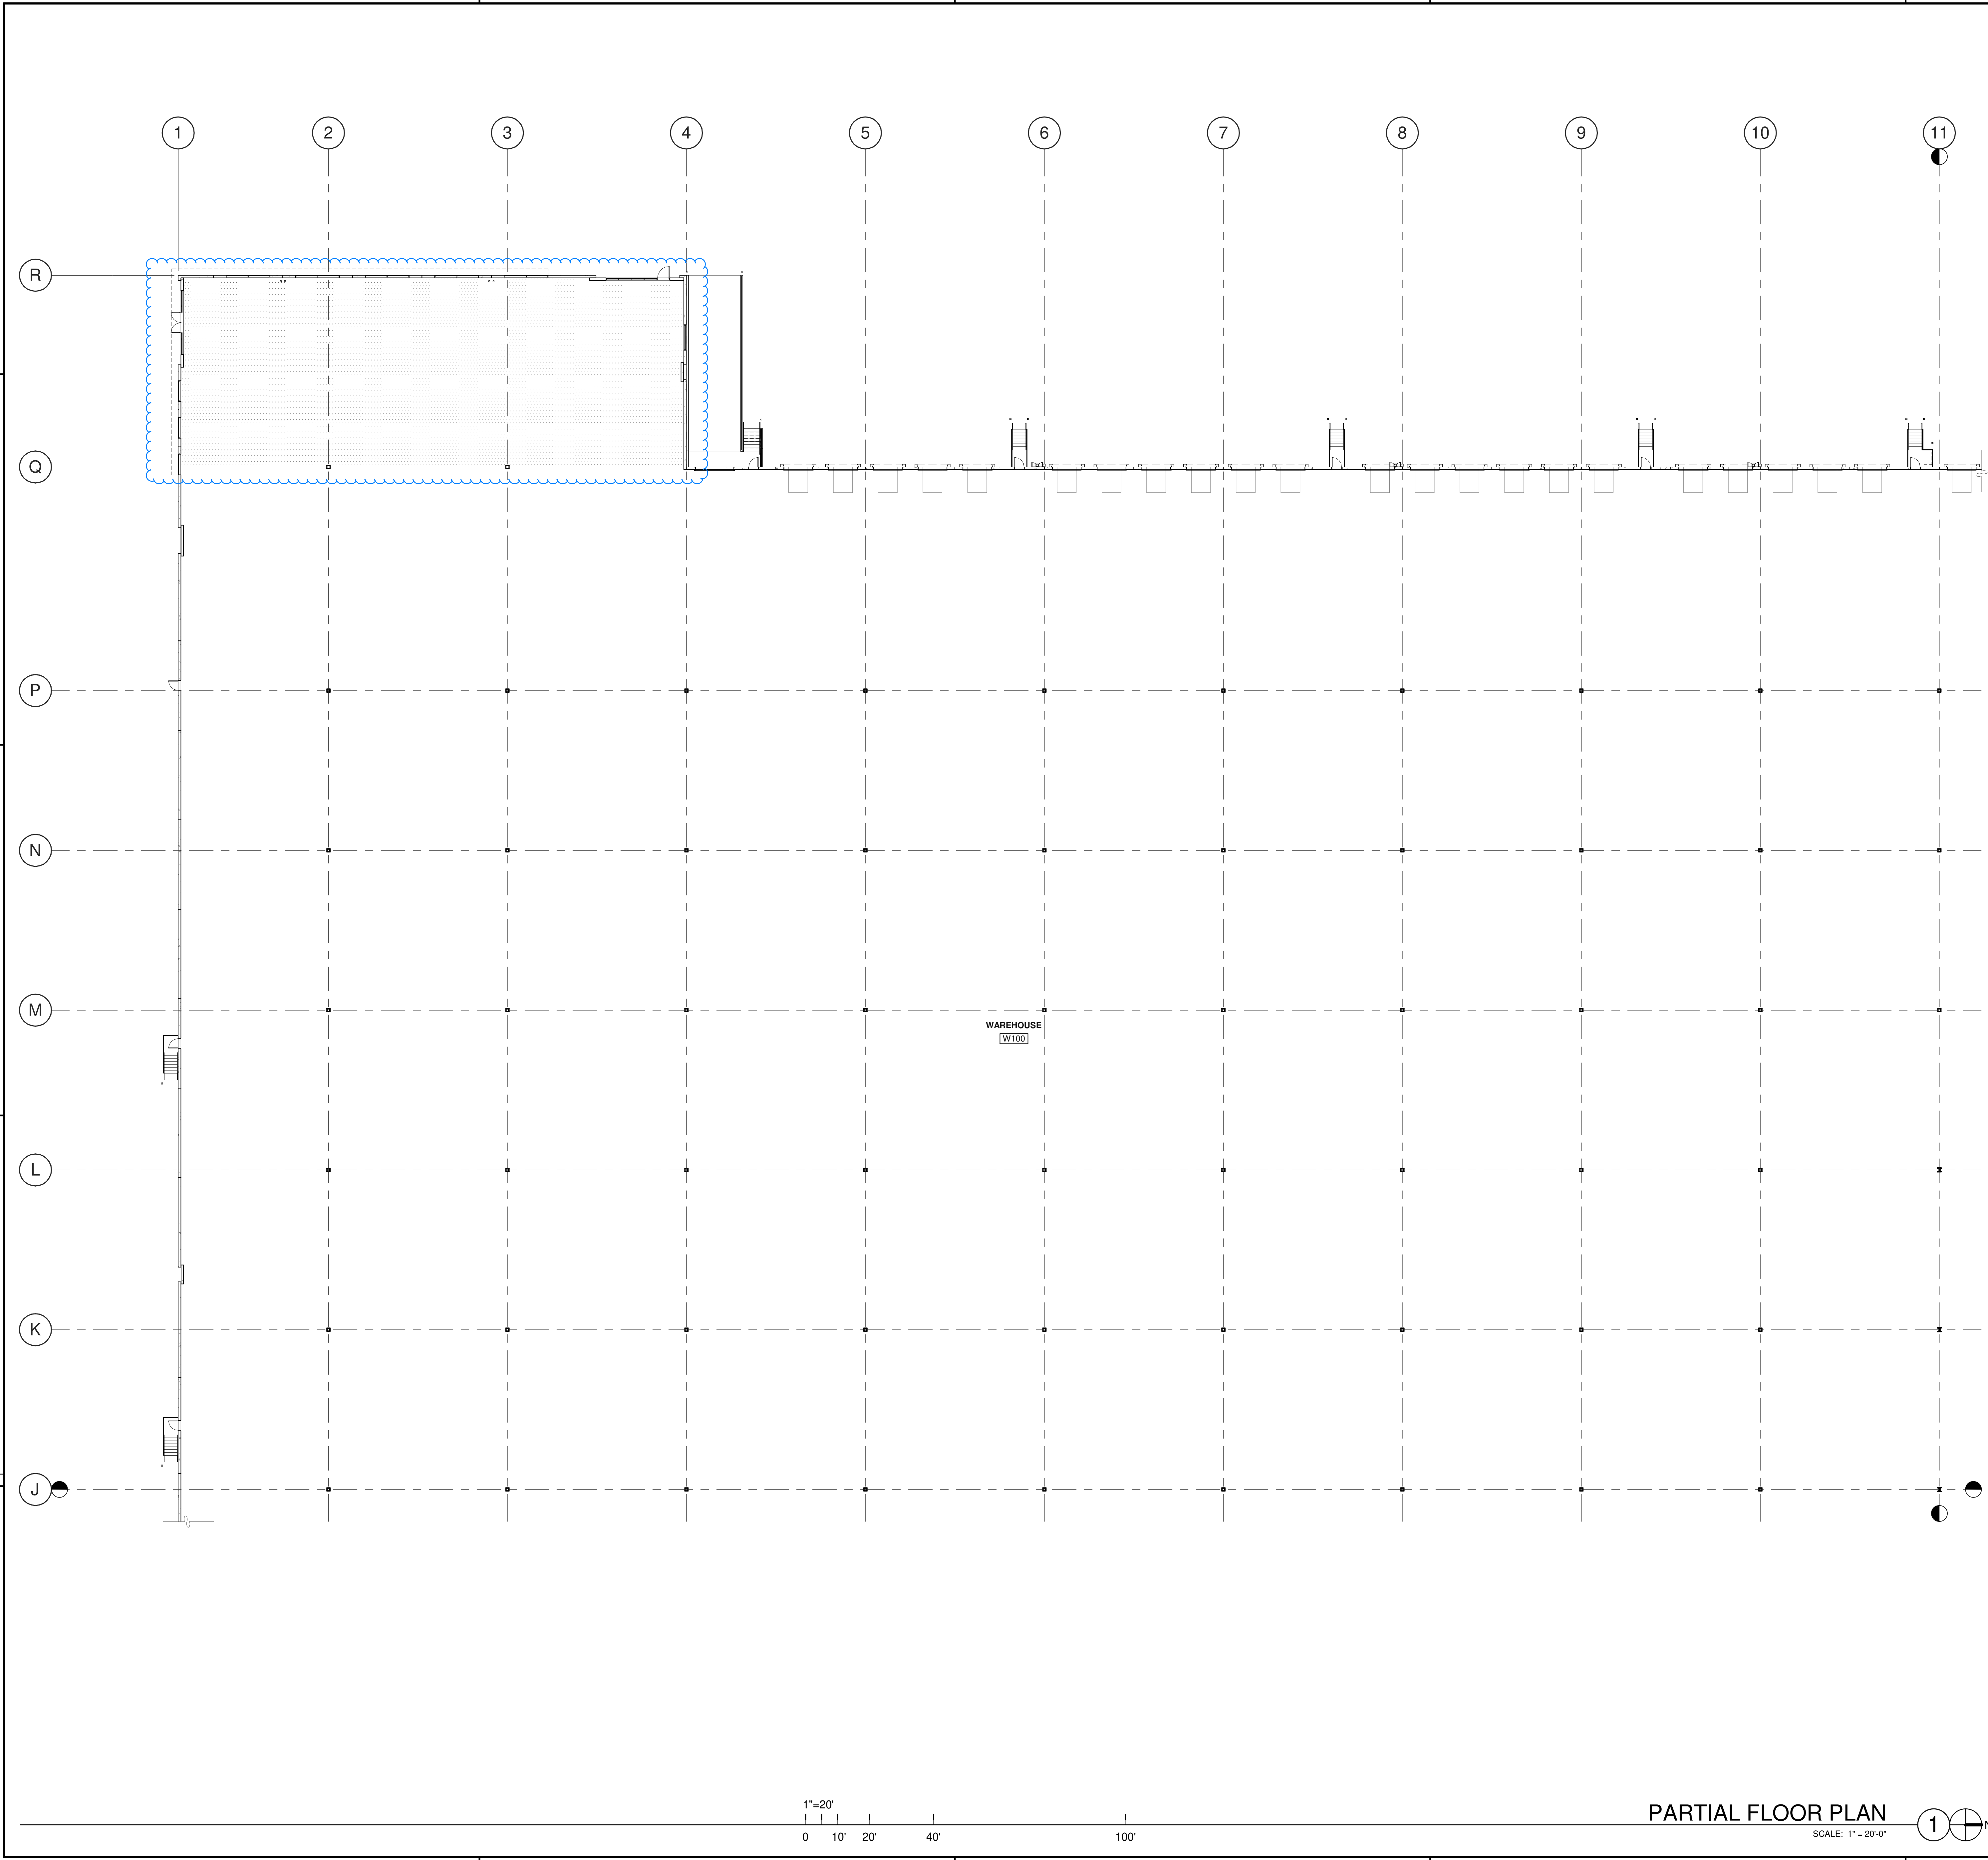 1 2 3 4 5 6 7 8 9 10 11
R
Q
P
N
M
WAREHOUSE
W100
L
K
J
1"=20'
0 10' 20' 40' 100'
PARTIAL FLOOR PLAN
SCALE: 1" = 20'-0"
1